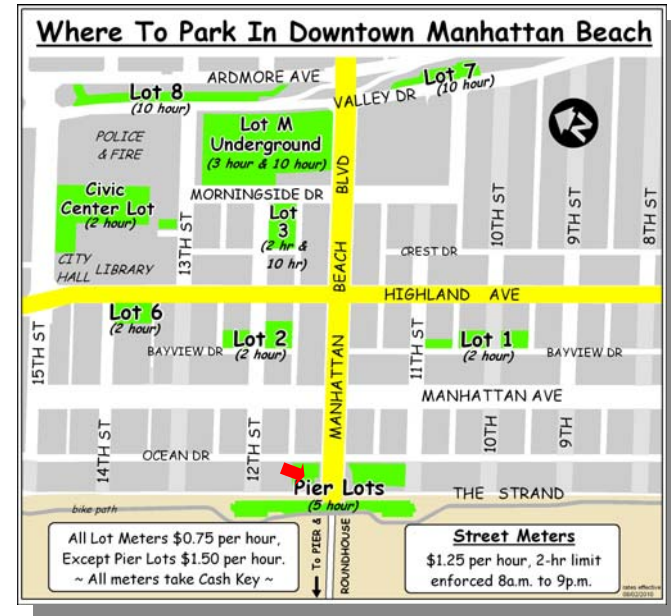 Where To Park In Downtown Manhattan Beach
ARDMORE AVE
Lot 8
(10 hour)
Lot 7
(10 hour)
VALLEY DR
POLICE
& FIRE
Lot M
Underground
(3 hour & 10 hour)
N
Civic
Center Lot
(2 hour)
MORNINGSIDE DR
Lot
3
(2 hr &
10 hr)
13TH ST
CITY
HALL
LIBRARY
MANHATTAN BEACH BLVD
CREST DR
10TH ST
9TH ST
8TH ST
HIGHLAND AVE
Lot 6
(2 hour)
15TH ST
BAYVIEW DR
Lot 2
(2 hour)
11TH ST
Lot 1
(2 hour)
BAYVIEW DR
MANHATTAN AVE
14TH ST
12TH ST
10TH
9TH
OCEAN DR
Pier Lots
(5 hour)
THE STRAND
bike path
To PIER &
ROUNDHOUSE
All Lot Meters $0.75 per hour,
Except Pier Lots $1.50 per hour.
~ All meters take Cash Key ~
Street Meters
$1.25 per hour, 2-hr limit
enforced 8a.m. to 9p.m.
rates effective